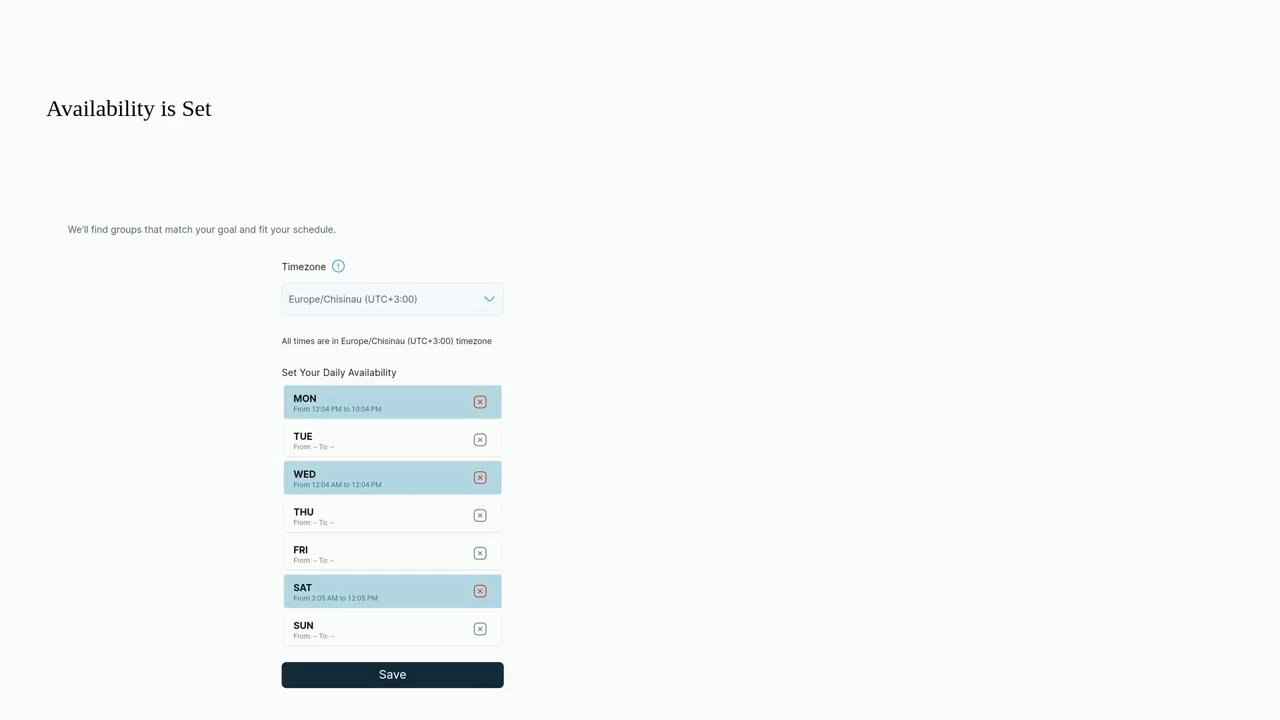 Availability is Set
We'll find groups that match your goal and fit your schedule.
Timezone
Europe/Chisinau (UTC+3:00)
All times are in Europe/Chisinau (UTC+3:00) timezone
Set Your Daily Availability
MON
From 12:04 PM to 10:04 PM
TUE
From: – To: –
WED
From 12:04 AM to 12:04 PM
THU
From: – To: –
FRI
From: – To: –
SAT
From 3:05 AM to 12:05 PM
SUN
From: – To: –
Save